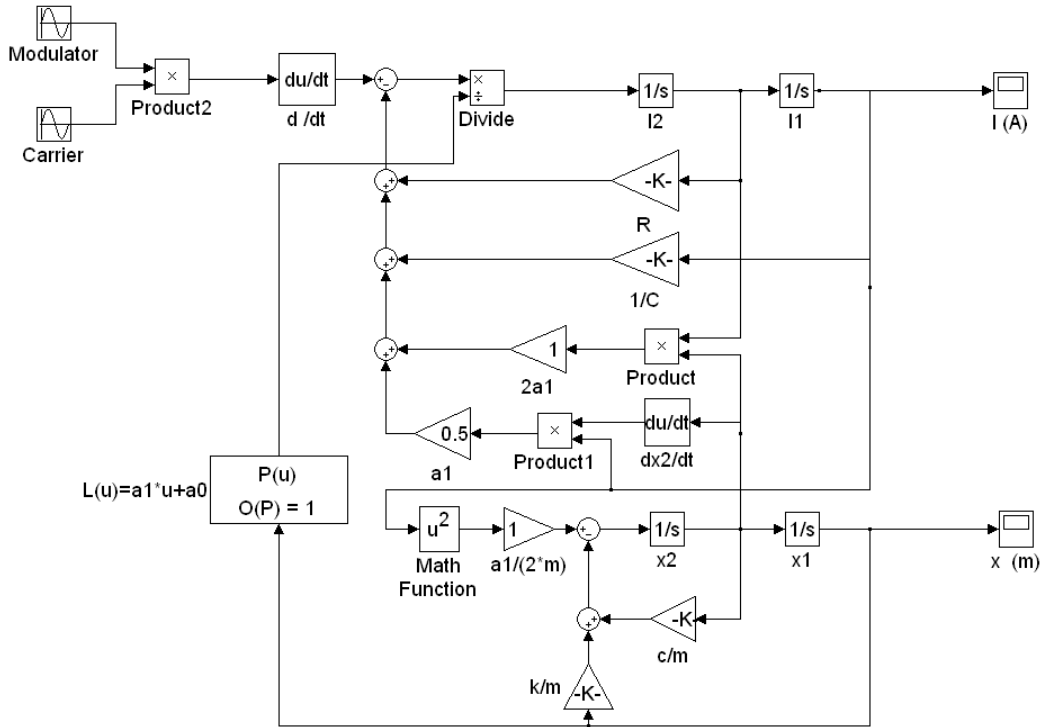 Modulator
×
Product2
du/dt
d /dt
−
×
÷
Divide
1/s
I2
1/s
I1
I (A)
Carrier
+
+
-K-
R
+
+
-K-
1/C
+
+
1
2a1
×
Product
0.5
a1
×
Product1
du/dt
dx2/dt
L(u)=a1*u+a0
P(u)
O(P) = 1
u2
Math
Function
1
a1/(2*m)
−
1/s
x2
1/s
x1
x (m)
+
+
-K-
c/m
k/m
-K-